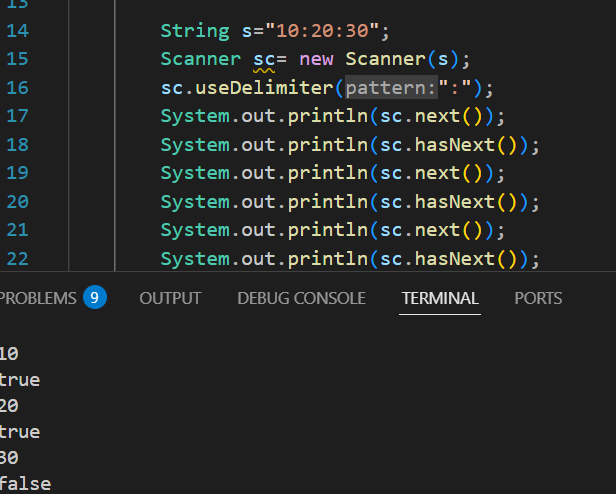 13
14 String s="10:20:30";
15 Scanner sc= new Scanner(s);
16 sc.useDelimiter(pattern:":");
17 System.out.println(sc.next());
18 System.out.println(sc.hasNext());
19 System.out.println(sc.next());
20 System.out.println(sc.hasNext());
21 System.out.println(sc.next());
22 System.out.println(sc.hasNext());
PROBLEMS 9 OUTPUT DEBUG CONSOLE TERMINAL PORTS
10
true
20
true
30
false